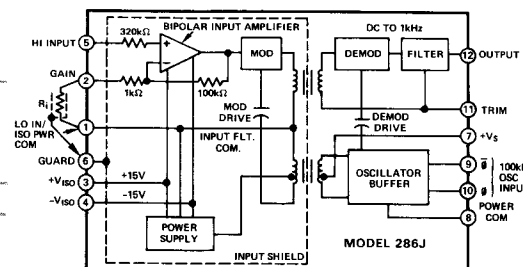 BIPOLAR INPUT AMPLIFIER
DC TO 1kHz
HI INPUT 5 320kΩ
MOD
DEMOD
FILTER
12 OUTPUT
GAIN
2
1kΩ
100kΩ
Ri
MOD
DRIVE
DEMOD
DRIVE
11 TRIM
LO IN/
ISO PWR
COM
1
INPUT FLT.
COM.
7 +VS
GUARD 6
+VISO 3 +15V
-VISO 4 -15V
OSCILLATOR
BUFFER
9 ø̅
10 ø
100k
OSC
INPU
POWER
COM
8
POWER
SUPPLY
INPUT SHIELD
MODEL 286J